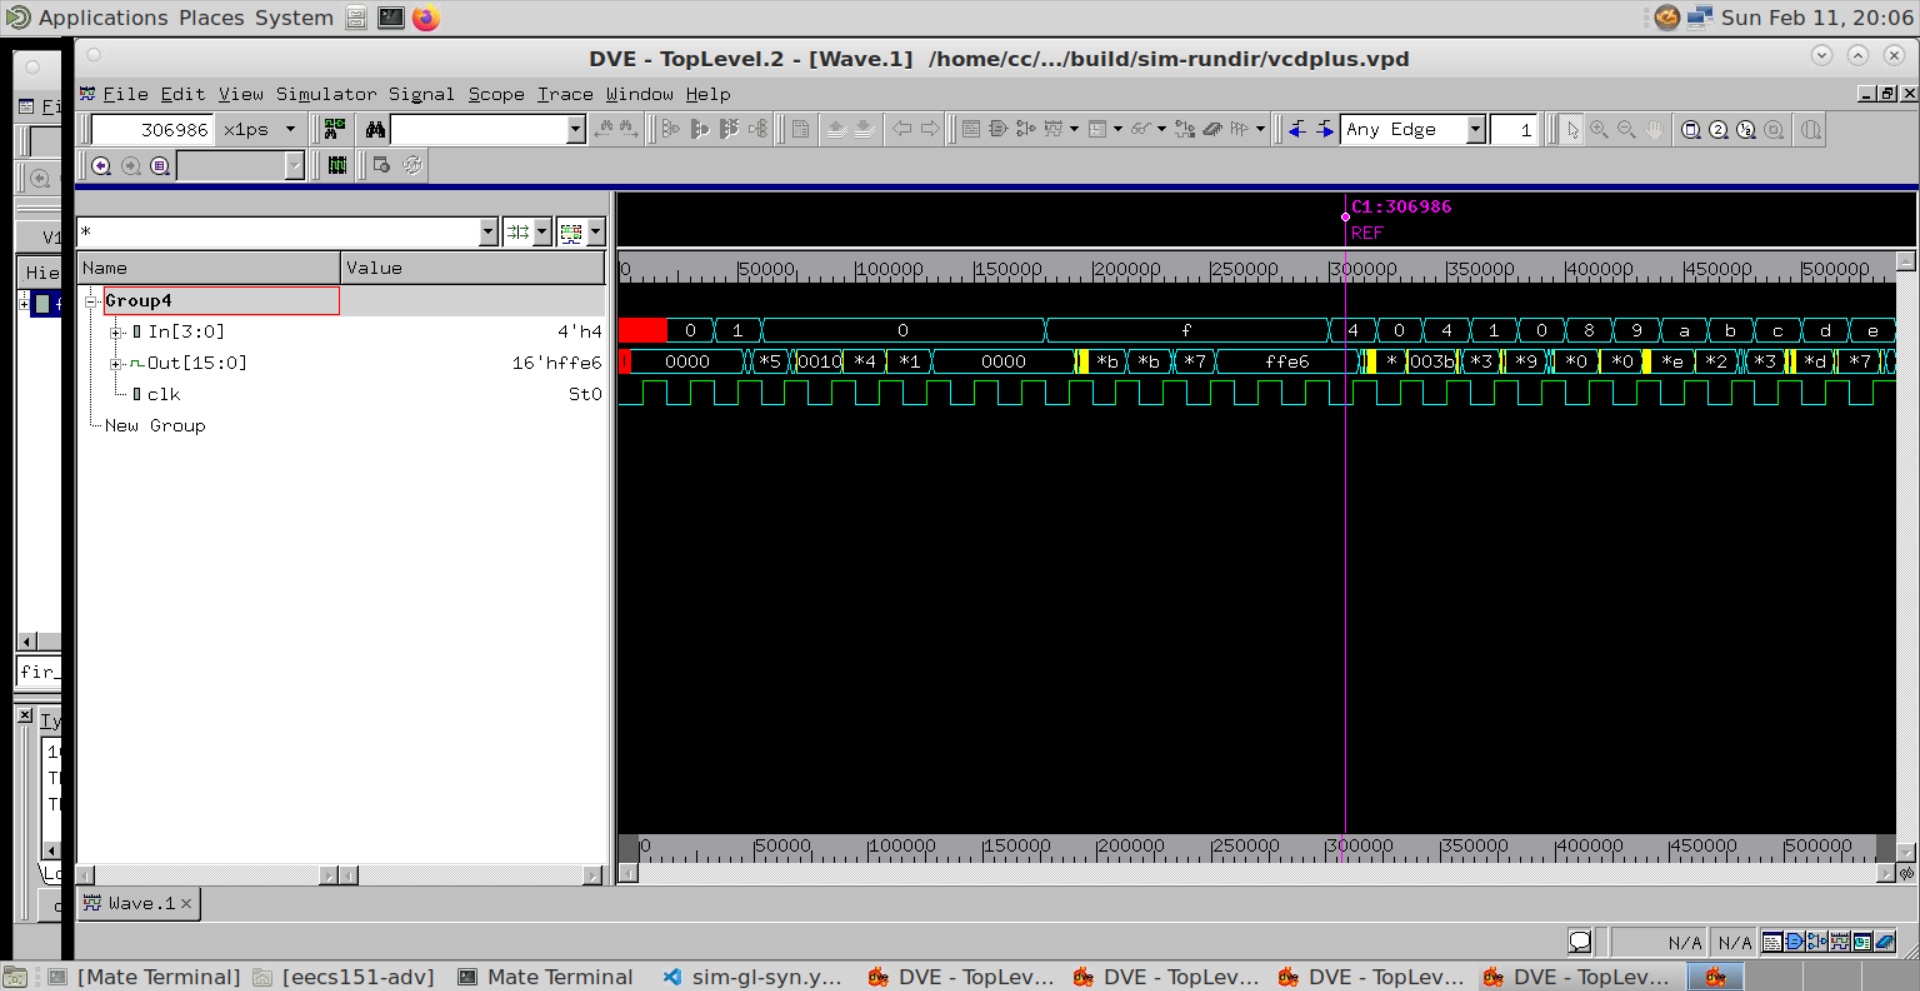 Applications Places System
Sun Feb 11, 20:06
DVE - TopLevel.2 - [Wave.1] /home/cc/.../build/sim-rundir/vcdplus.vpd
File Edit View Simulator Signal Scope Trace Window Help
306986 x1ps Any Edge 1
C1:306986
REF
*
Name Value
0 50000 100000 150000 200000 250000 300000 350000 400000 450000 500000
Group4
In[3:0] 4'h4 0 1 0 f 4 0 4 1 0 8 9 a b c d e
Out[15:0] 16'hffe6 0000 *5 0010 *4 *1 0000 *b *b *7 ffe6 * 003b *3 *9 *0 *0 *e *2 *3 *d *7
clk St0
New Group
Hie
fir_
0 50000 100000 150000 200000 250000 300000 350000 400000 450000 500000
Wave.1
N/A N/A
[Mate Terminal] [eecs151-adv] Mate Terminal sim-gl-syn.y... DVE - TopLev... DVE - TopLev... DVE - TopLev... DVE - TopLev...